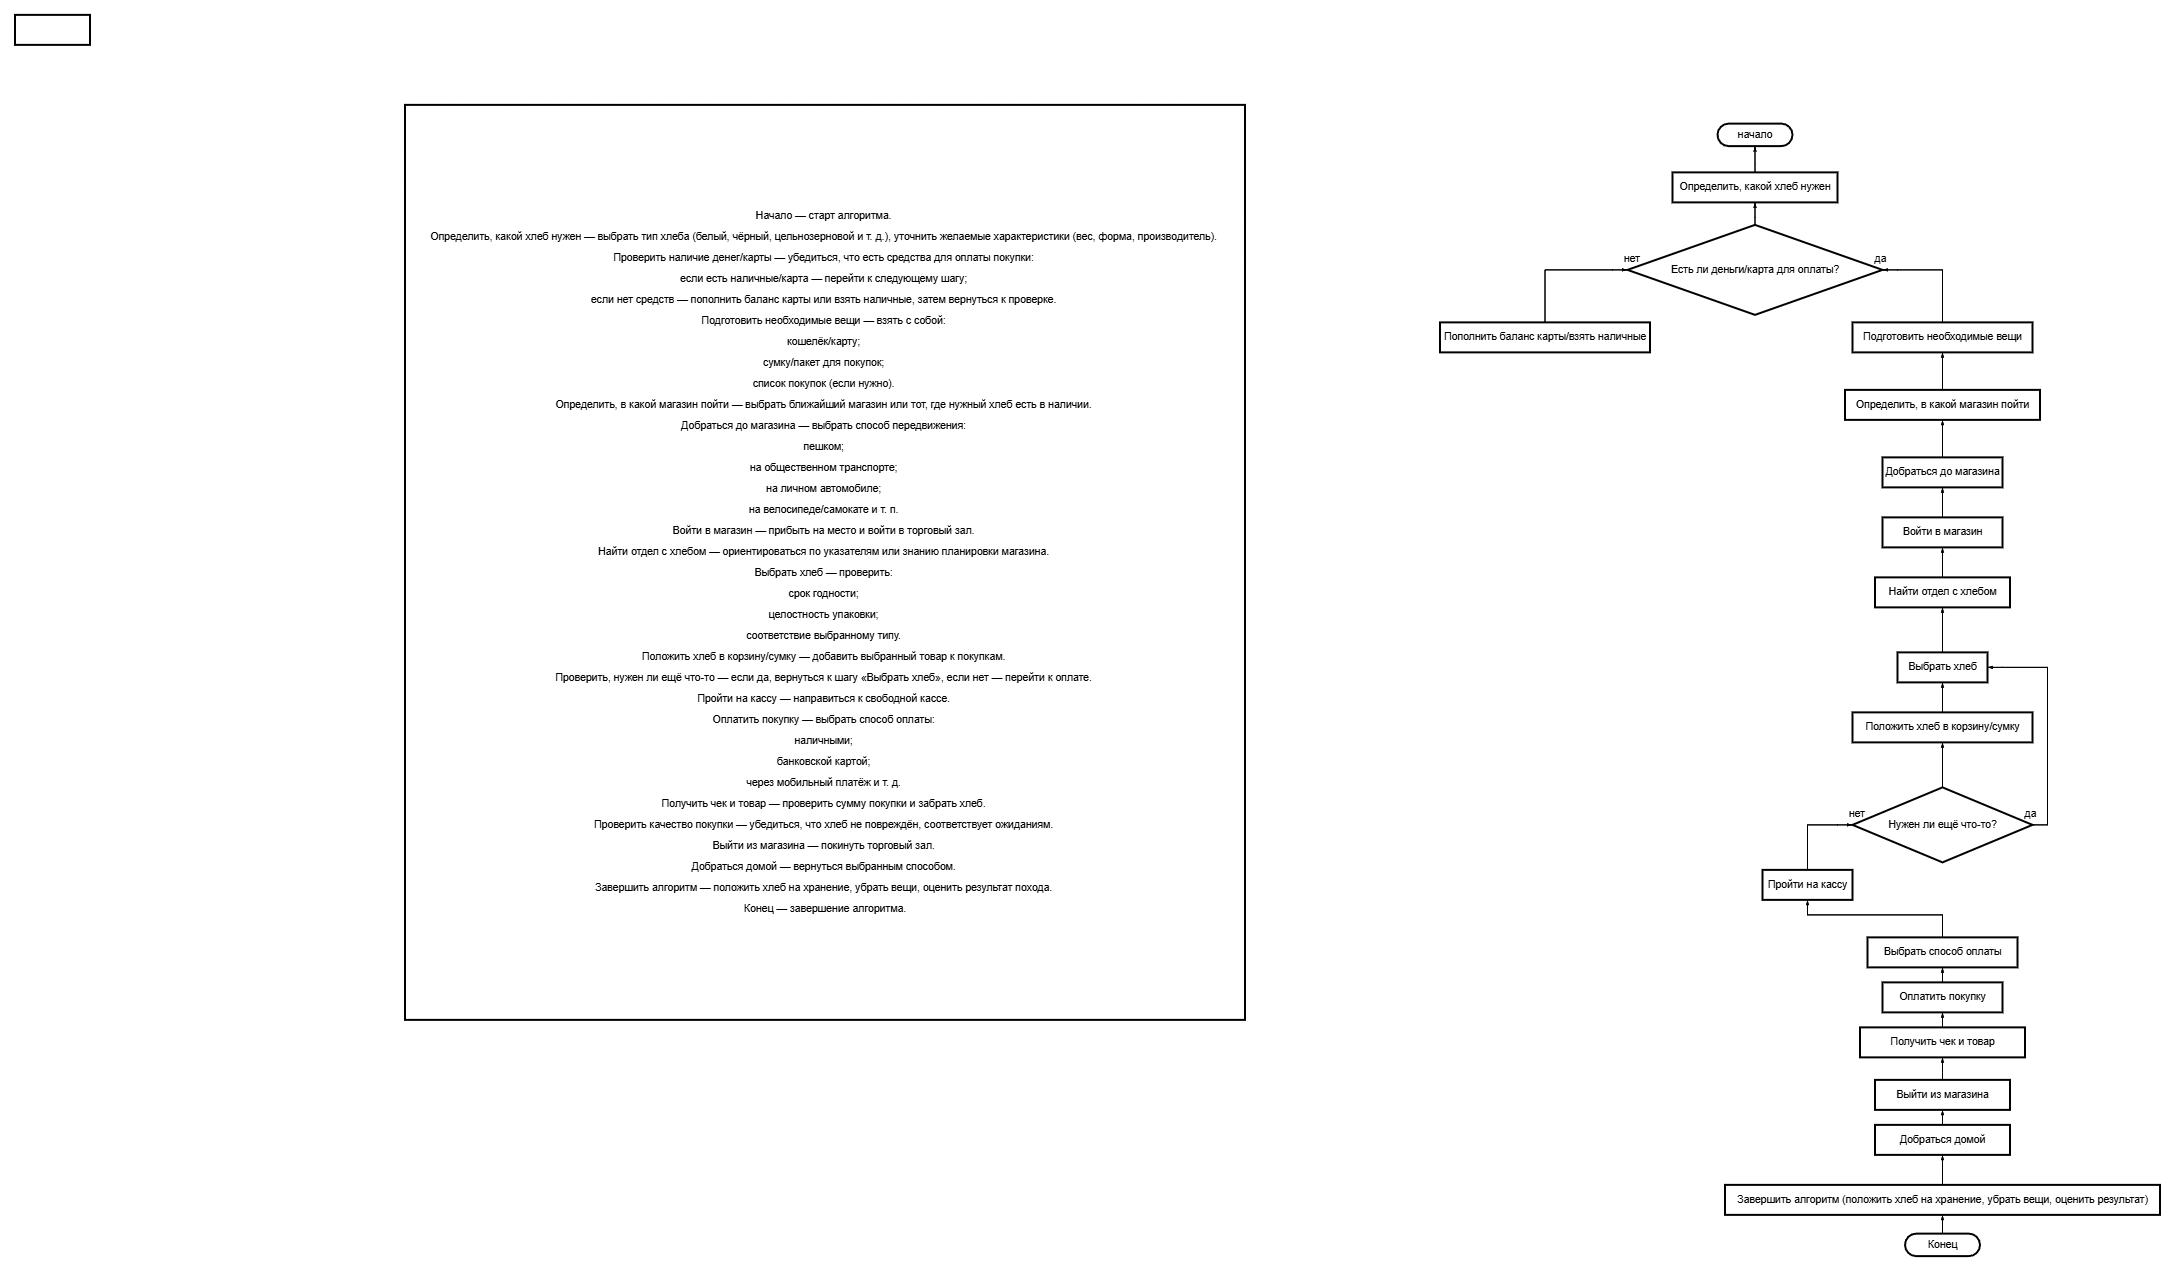 Начало — старт алгоритма.
Определить, какой хлеб нужен — выбрать тип хлеба (белый, чёрный, цельнозерновой и т. д.), уточнить желаемые характеристики (вес, форма, производитель).
Проверить наличие денег/карты — убедиться, что есть средства для оплаты покупки:
если есть наличные/карта — перейти к следующему шагу;
если нет средств — пополнить баланс карты или взять наличные, затем вернуться к проверке.
Подготовить необходимые вещи — взять с собой:
кошелёк/карту;
сумку/пакет для покупок;
список покупок (если нужно).
Определить, в какой магазин пойти — выбрать ближайший магазин или тот, где нужный хлеб есть в наличии.
Добраться до магазина — выбрать способ передвижения:
пешком;
на общественном транспорте;
на личном автомобиле;
на велосипеде/самокате и т. п.
Войти в магазин — прибыть на место и войти в торговый зал.
Найти отдел с хлебом — ориентироваться по указателям или знанию планировки магазина.
Выбрать хлеб — проверить:
срок годности;
целостность упаковки;
соответствие выбранному типу.
Положить хлеб в корзину/сумку — добавить выбранный товар к покупкам.
Проверить, нужен ли ещё что-то — если да, вернуться к шагу «Выбрать хлеб», если нет — перейти к оплате.
Пройти на кассу — направиться к свободной кассе.
Оплатить покупку — выбрать способ оплаты:
наличными;
банковской картой;
через мобильный платёж и т. д.
Получить чек и товар — проверить сумму покупки и забрать хлеб.
Проверить качество покупки — убедиться, что хлеб не повреждён, соответствует ожиданиям.
Выйти из магазина — покинуть торговый зал.
Добраться домой — вернуться выбранным способом.
Завершить алгоритм — положить хлеб на хранение, убрать вещи, оценить результат похода.
Конец — завершение алгоритма.
начало
Определить, какой хлеб нужен
нет
да
Есть ли деньги/карта для оплаты?
Пополнить баланс карты/взять наличные
Подготовить необходимые вещи
Определить, в какой магазин пойти
Добраться до магазина
Войти в магазин
Найти отдел с хлебом
Выбрать хлеб
Положить хлеб в корзину/сумку
нет
да
Нужен ли ещё что-то?
Пройти на кассу
Выбрать способ оплаты
Оплатить покупку
Получить чек и товар
Выйти из магазина
Добраться домой
Завершить алгоритм (положить хлеб на хранение, убрать вещи, оценить результат)
Конец